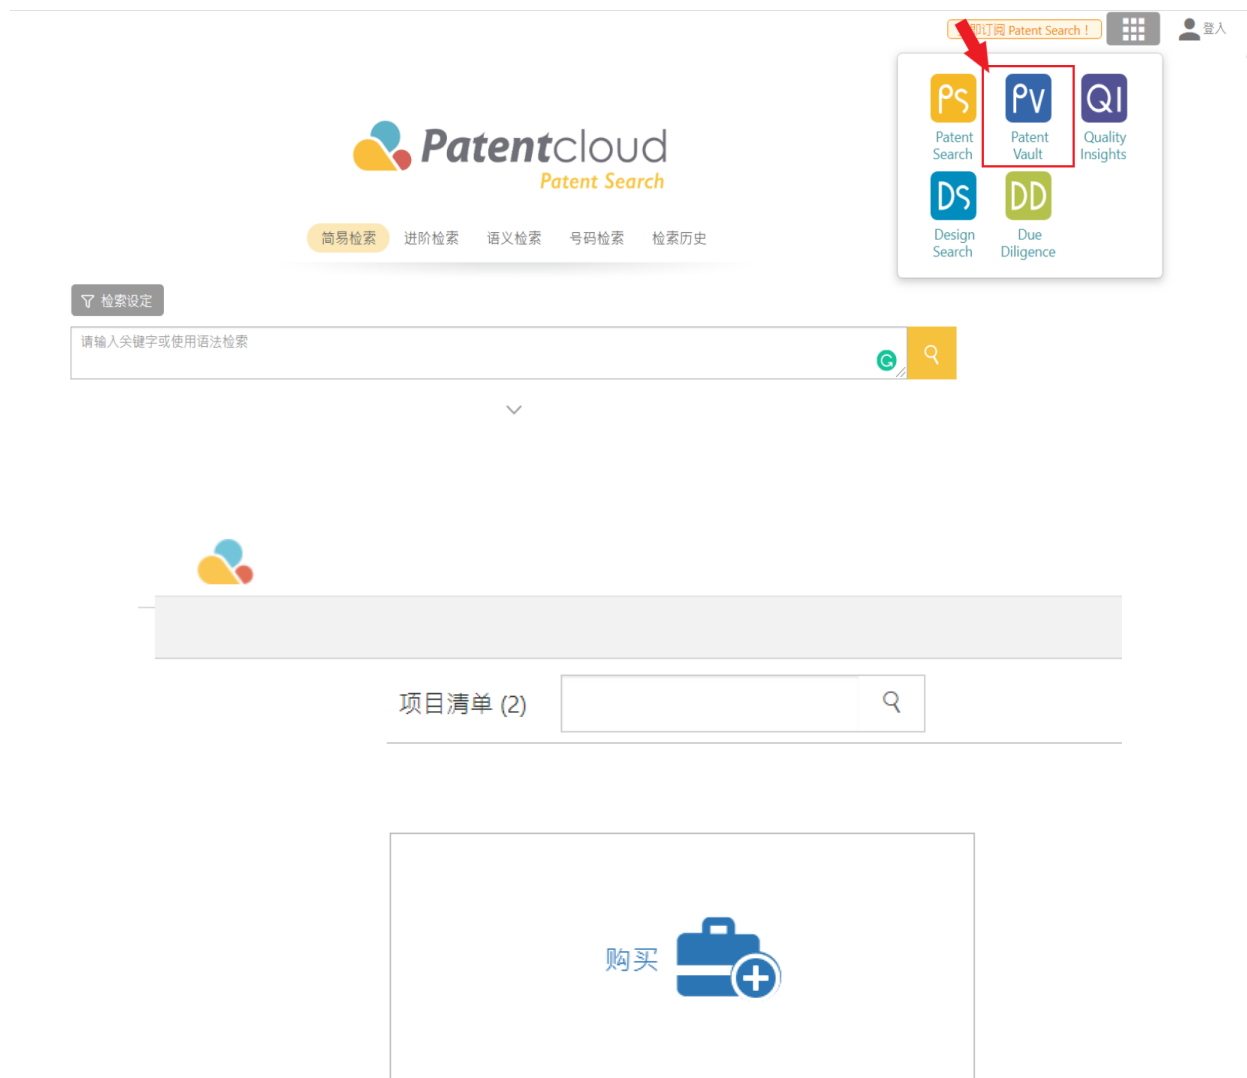 即订阅 Patent Search！
登入
PS
PV
QI
Patent Search
Patent Vault
Quality Insights
DS
DD
Design Search
Due Diligence
Patentcloud
Patent Search
简易检索 进阶检索 语义检索 号码检索 检索历史
检索设定
请输入关键字或使用语法检索
项目清单 (2)
购买